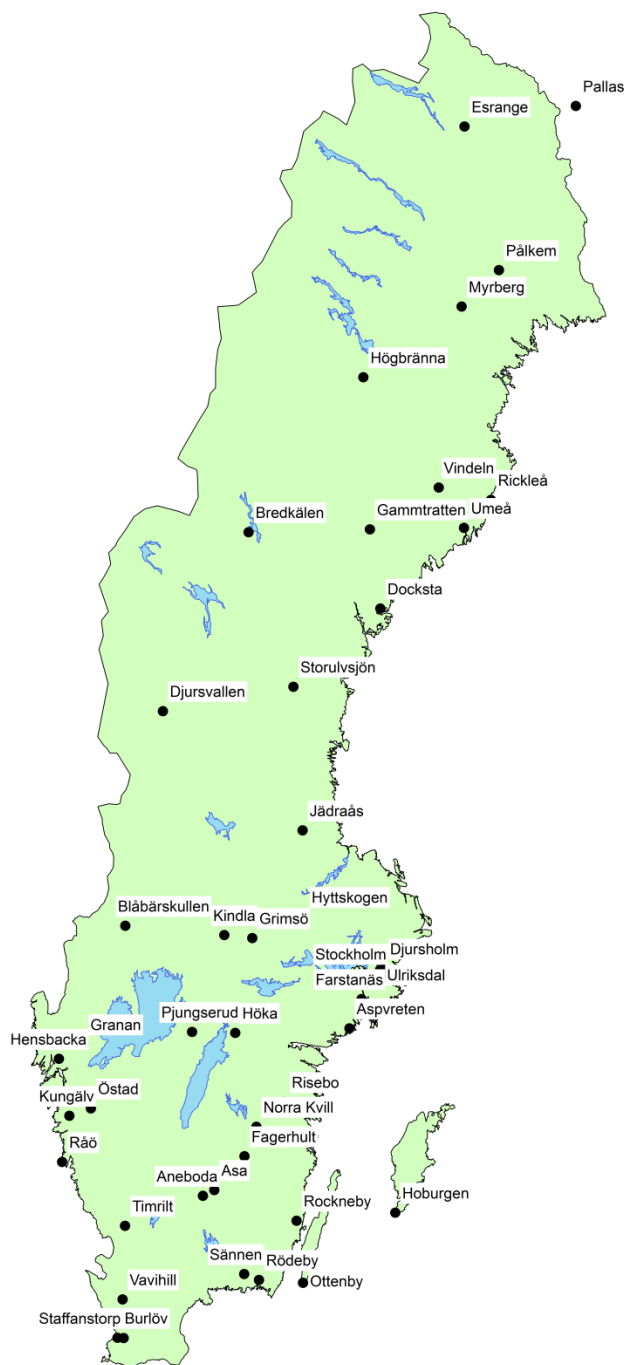 Pallas
Esrange
Pålkem
Myrberg
Högbränna
Vindeln
Rickleå
Bredkälen
Gammtratten
Umeå
Docksta
Storulvsjön
Djursvallen
Jädraås
Hyttskogen
Blåbärskullen
Kindla
Grimsö
Stockholm
Djursholm
Farstanäs
Ulriksdal
Aspvreten
Pjungserud
Höka
Granan
Hensbacka
Risebo
Östad
Kungälv
Norra Kvill
Råö
Fagerhult
Asa
Aneboda
Hoburgen
Rockneby
Timrilt
Sännen
Rödeby
Ottenby
Vavihill
Staffanstorp Burlöv